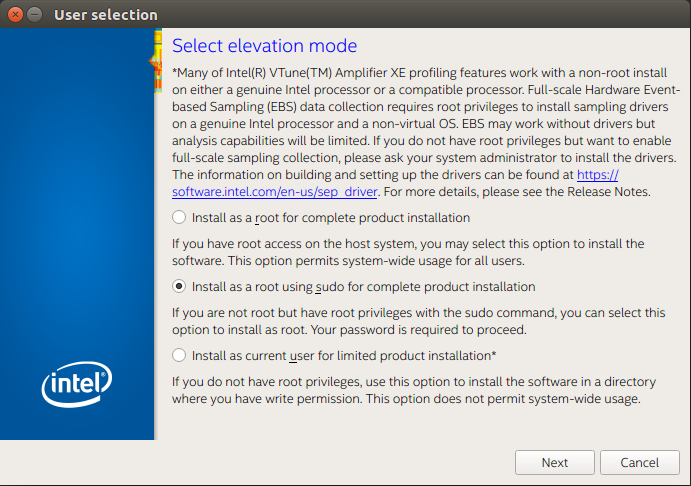 User selection
Select elevation mode
*Many of Intel(R) VTune(TM) Amplifier XE profiling features work with a non-root install
on either a genuine Intel processor or a compatible processor. Full-scale Hardware Event-
based Sampling (EBS) data collection requires root privileges to install sampling drivers
on a genuine Intel processor and a non-virtual OS. EBS may work without drivers but
analysis capabilities will be limited. If you do not have root privileges but want to enable
full-scale sampling collection, please ask your system administrator to install the drivers.
The information on building and setting up the drivers can be found at https://
software.intel.com/en-us/sep_driver. For more details, please see the Release Notes.
Install as a root for complete product installation
If you have root access on the host system, you may select this option to install the
software. This option permits system-wide usage for all users.
Install as a root using sudo for complete product installation
If you are not root but have root privileges with the sudo command, you can select this
option to install as root. Your password is required to proceed.
Install as current user for limited product installation*
If you do not have root privileges, use this option to install the software in a directory
where you have write permission. This option does not permit system-wide usage.
intel
Next
Cancel